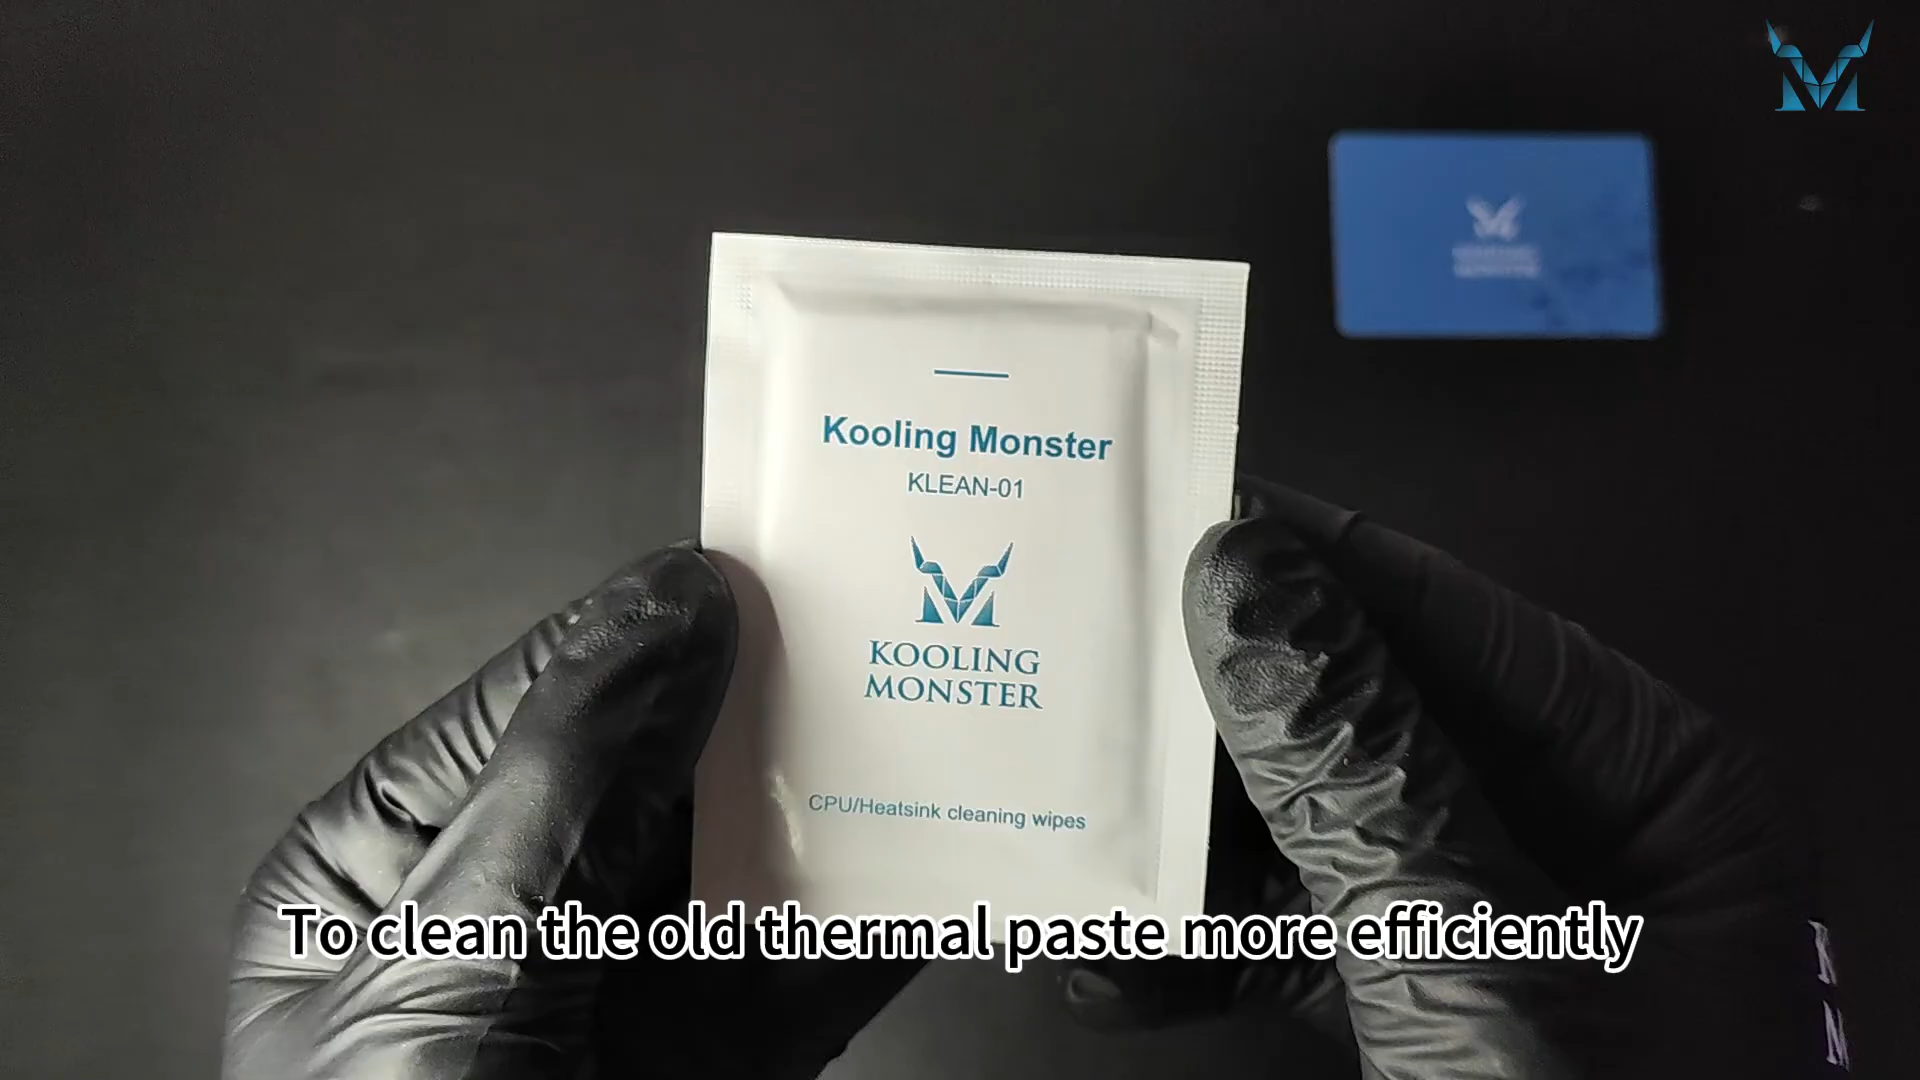 Kooling Monster
KLEAN-01
KOOLING
MONSTER
CPU/Heatsink cleaning wipes
To clean the old thermal paste more efficiently